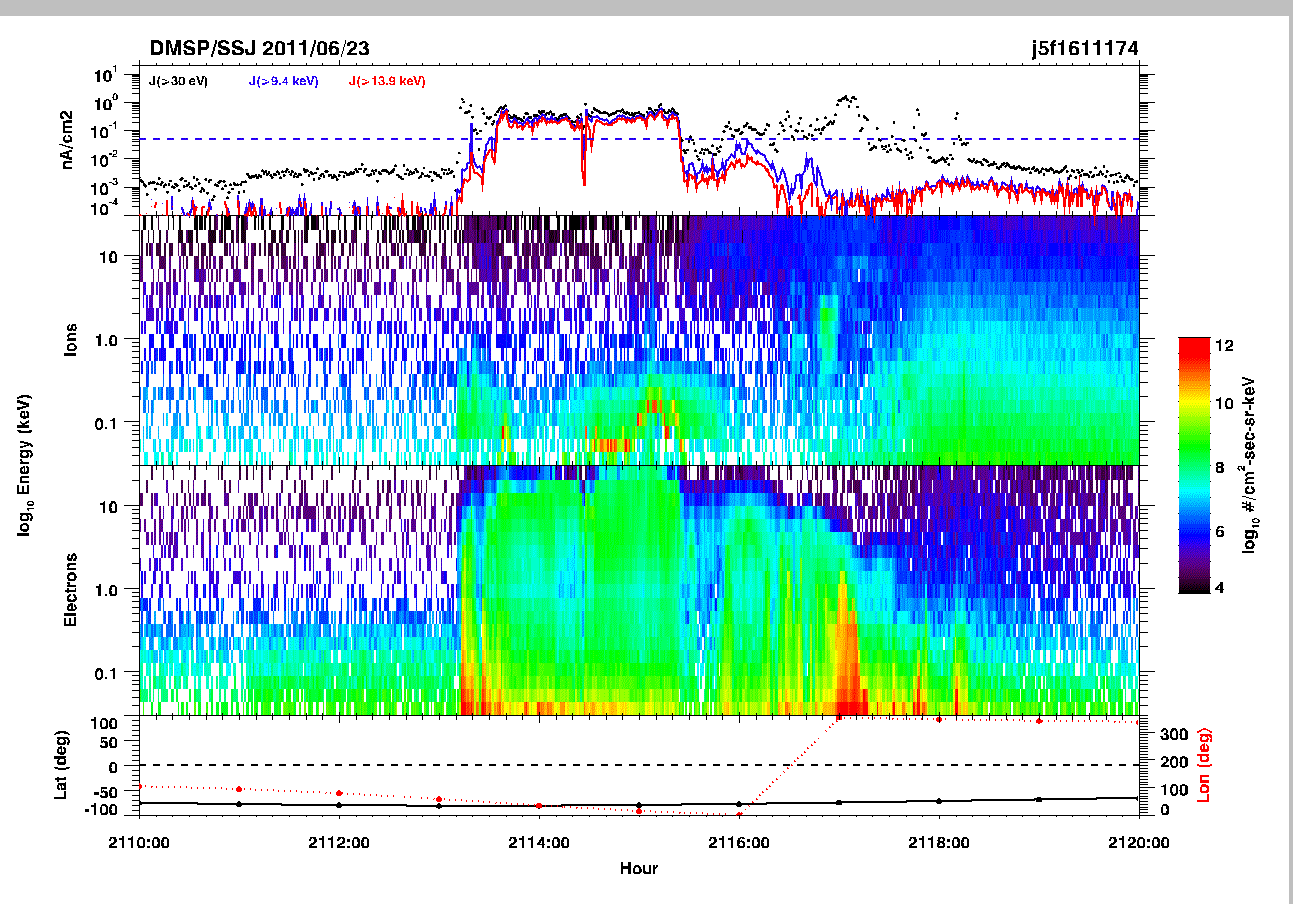 DMSP/SSJ 2011/06/23 j5f1611174
J(>30 eV) J(>9.4 keV) J(>13.9 keV)
nA/cm2
10¹
10⁰
10⁻¹
10⁻²
10⁻³
10⁻⁴
log₁₀ Energy (keV)
Ions
10
1.0
0.1
Electrons
10
1.0
0.1
12
10
8
6
4
log₁₀ #/cm²-sec-sr-keV
Lat (deg)
100
50
0
-50
-100
300
200
100
0
Lon (deg)
2110:00 2112:00 2114:00 2116:00 2118:00 2120:00
Hour